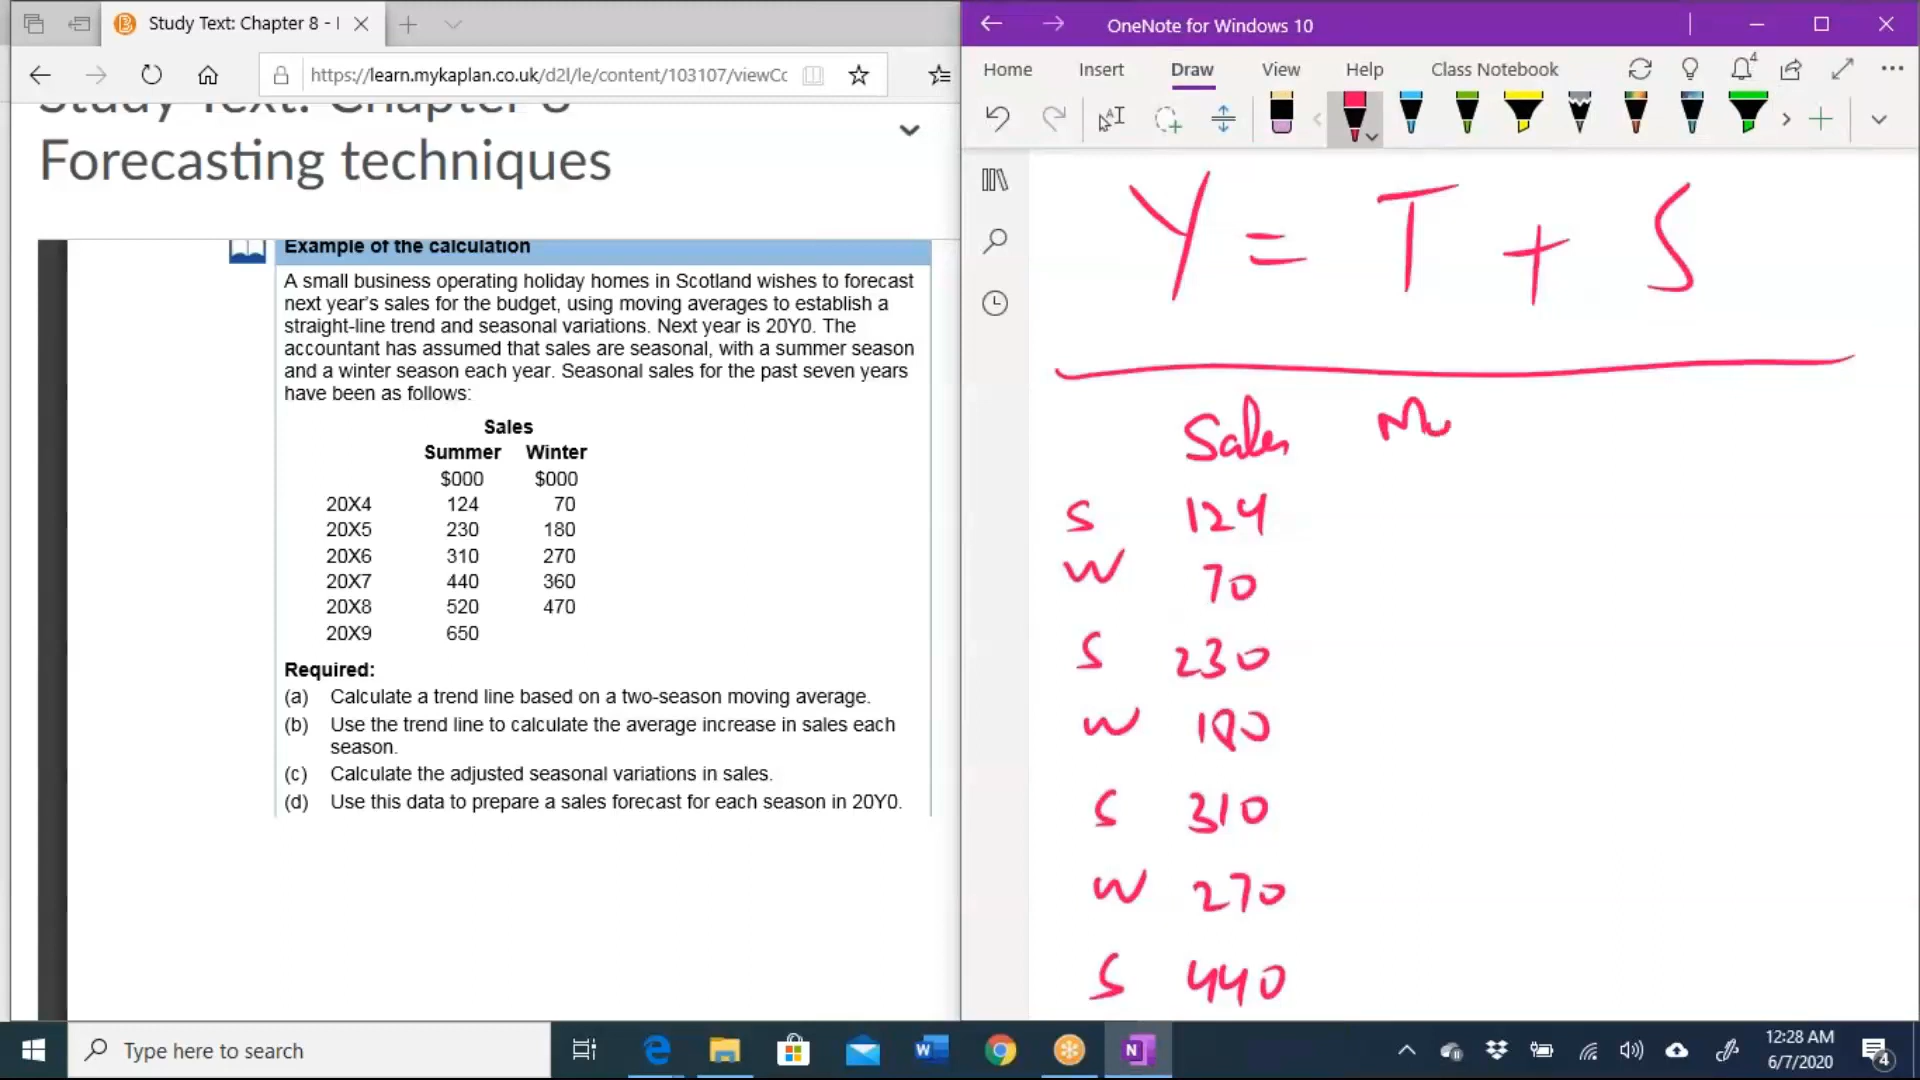 Study Text: Chapter 8 - I
https://learn.mykaplan.co.uk/d2l/le/content/103107/viewCc
Study Text: Chapter 8
Forecasting techniques
Example of the calculation
A small business operating holiday homes in Scotland wishes to forecast
next year's sales for the budget, using moving averages to establish a
straight-line trend and seasonal variations. Next year is 20Y0. The
accountant has assumed that sales are seasonal, with a summer season
and a winter season each year. Seasonal sales for the past seven years
have been as follows:
Sales
Summer Winter
$000 $000
20X4 124 70
20X5 230 180
20X6 310 270
20X7 440 360
20X8 520 470
20X9 650
Required:
(a) Calculate a trend line based on a two-season moving average.
(b) Use the trend line to calculate the average increase in sales each
season.
(c) Calculate the adjusted seasonal variations in sales.
(d) Use this data to prepare a sales forecast for each season in 20Y0.
OneNote for Windows 10
Home Insert Draw View Help Class Notebook
4
Y = T + S
Sales
S 124
W 70
S 230
W 180
S 310
W 270
S 440
Type here to search
12:28 AM
6/7/2020
4